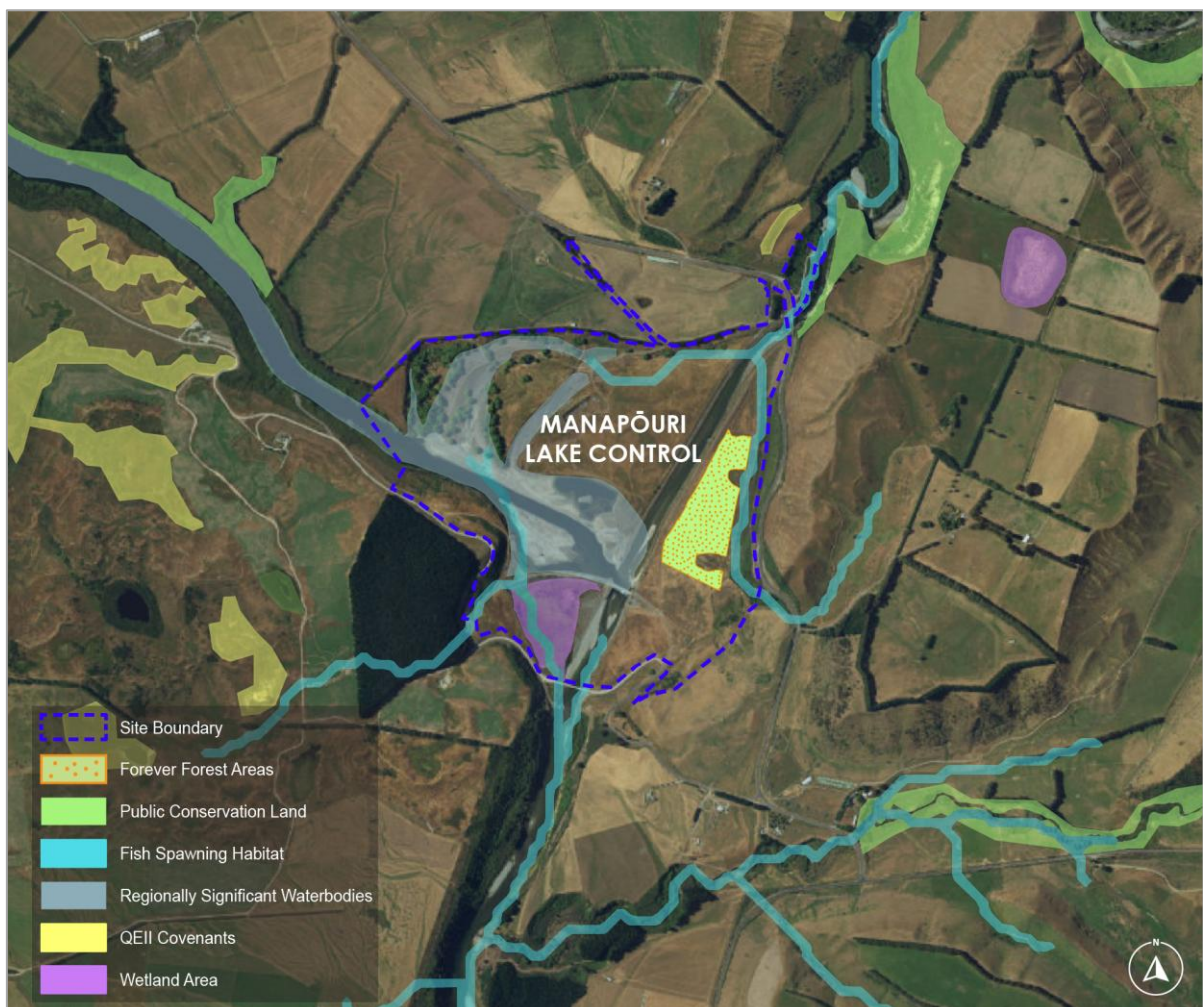 MANAPŌURI
LAKE CONTROL
Site Boundary
Forever Forest Areas
Public Conservation Land
Fish Spawning Habitat
Regionally Significant Waterbodies
QEII Covenants
Wetland Area
N